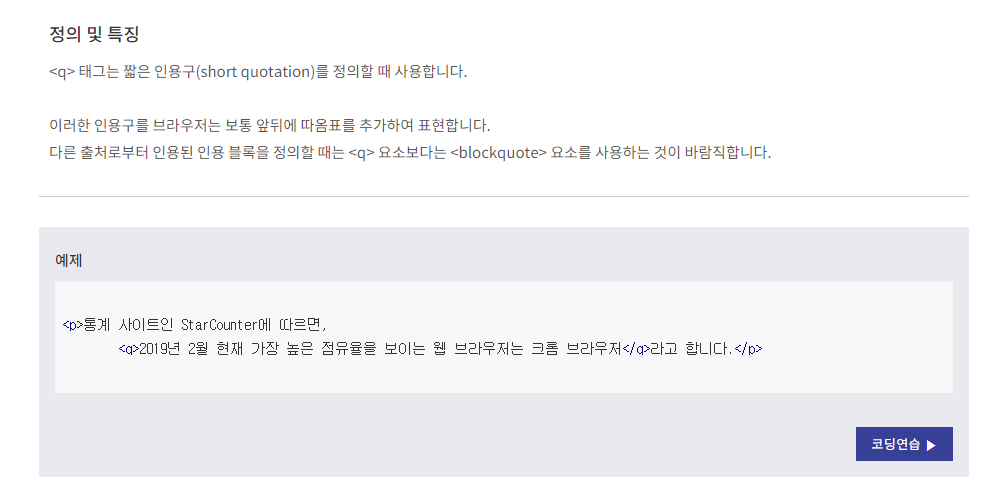 정의 및 특징
<q> 태그는 짧은 인용구(short quotation)를 정의할 때 사용합니다.
이러한 인용구를 브라우저는 보통 앞뒤에 따옴표를 추가하여 표현합니다.
다른 출처로부터 인용된 인용 블록을 정의할 때는 <q> 요소보다는 <blockquote> 요소를 사용하는 것이 바람직합니다.
예제
<p>통계 사이트인 StarCounter에 따르면,
<q>2019년 2월 현재 가장 높은 점유율을 보이는 웹 브라우저는 크롬 브라우저</q>라고 합니다.</p>
코딩연습 ▶